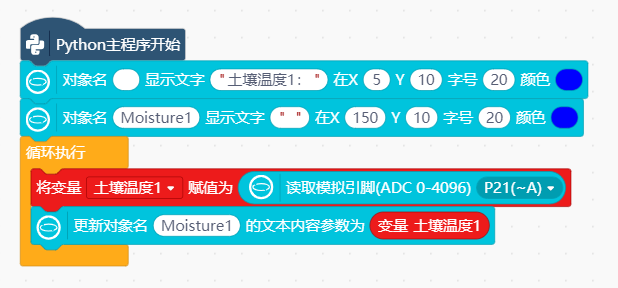 Python主程序开始
对象名 显示文字 "土壤温度1: " 在X 5 Y 10 字号 20 颜色
对象名 Moisture1 显示文字 " " 在X 150 Y 10 字号 20 颜色
循环执行
将变量 土壤温度1 赋值为 读取模拟引脚(ADC 0-4096) P21(~A)
更新对象名 Moisture1 的文本内容参数为 变量 土壤温度1